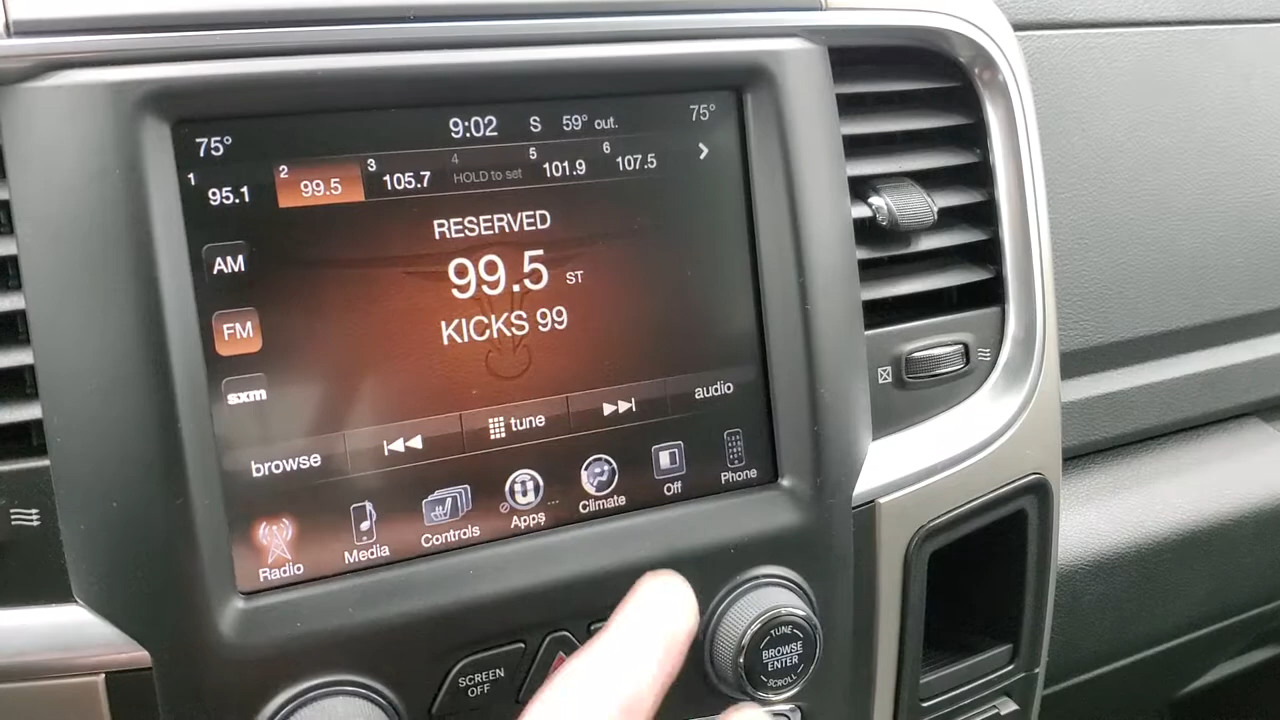 75° 9:02 S 59° out. 75°
1 95.1 2 99.5 3 105.7 4 HOLD to set 5 101.9 6 107.5
RESERVED
AM
99.5 ST
FM
KICKS 99
sxm
browse tune audio
Radio Media Controls Apps Climate Off Phone
SCREEN
OFF
TUNE
BROWSE
ENTER
SCROLL